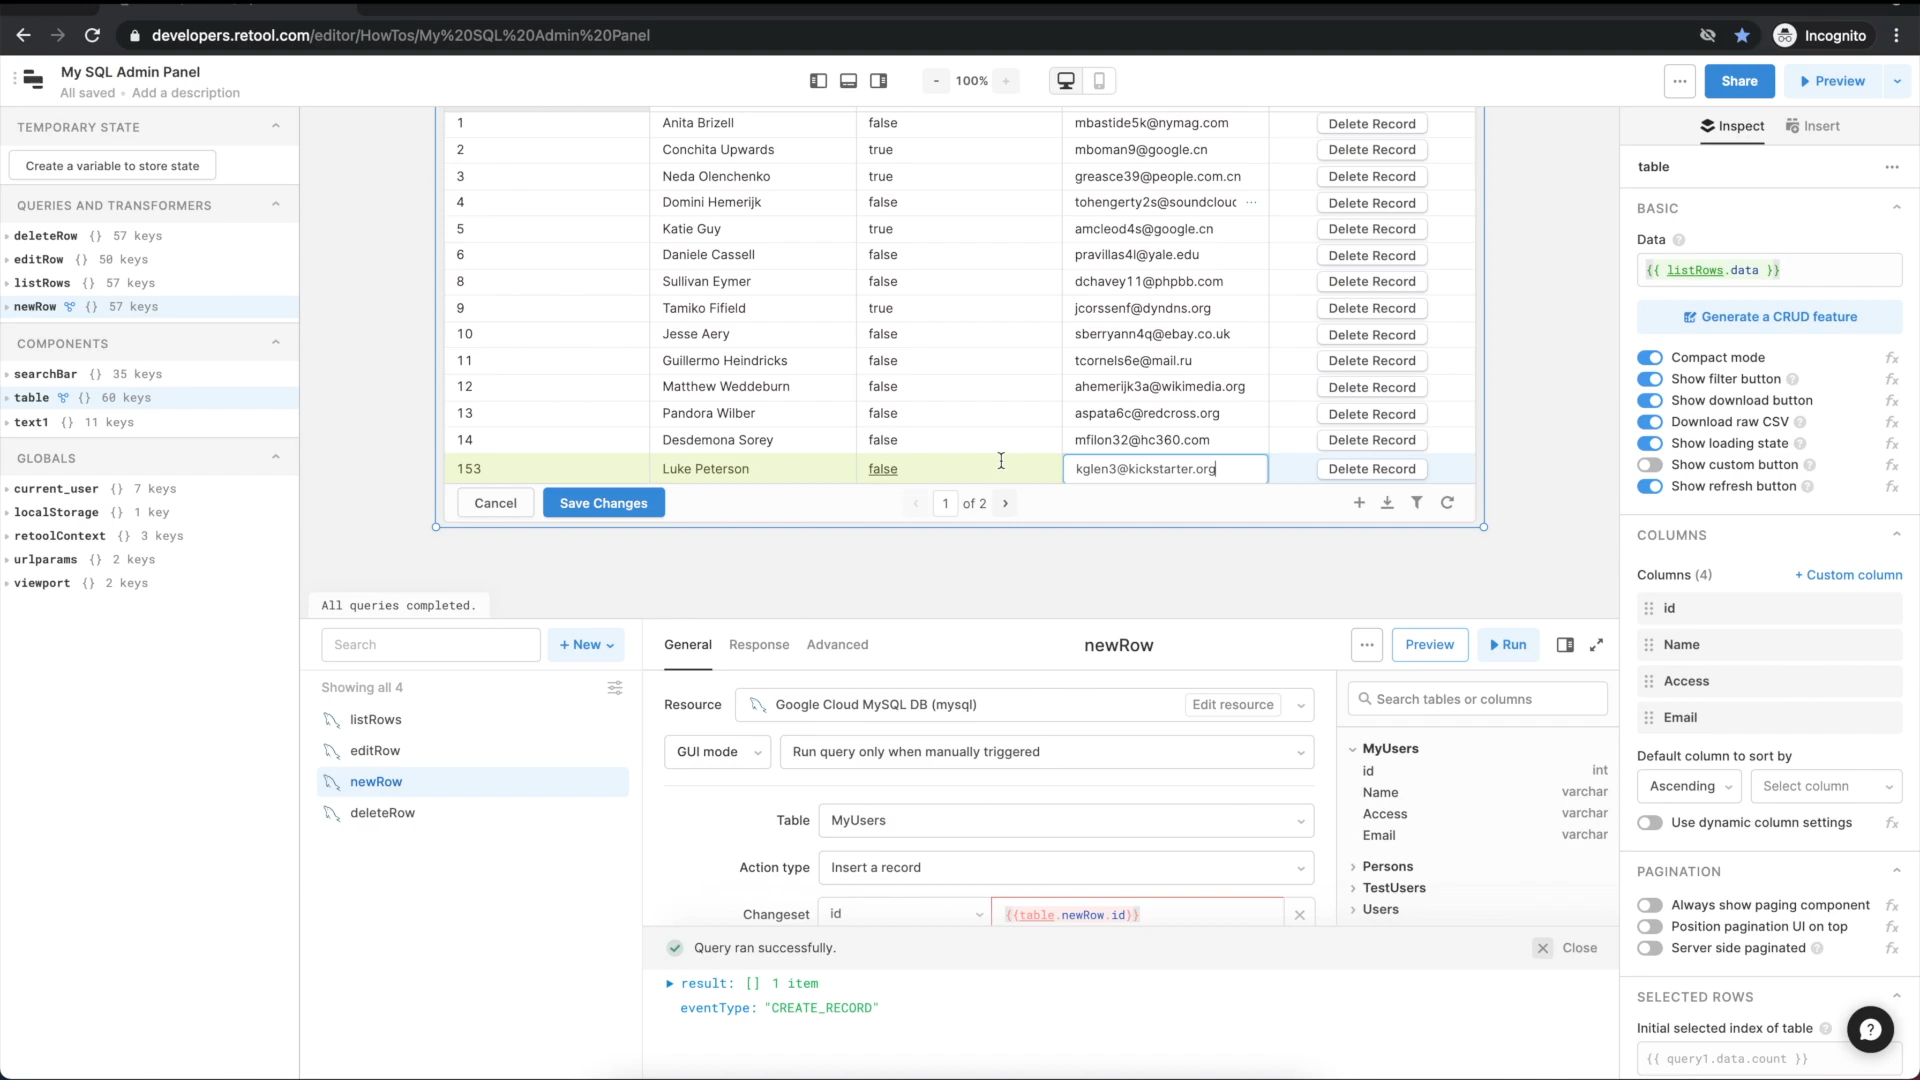 developers.retool.com/editor/HowTos/My%20SQL%20Admin%20Panel
Incognito
My SQL Admin Panel
All saved • Add a description
- 100% +
Share
Preview
TEMPORARY STATE
Create a variable to store state
QUERIES AND TRANSFORMERS
deleteRow {} 57 keys
editRow {} 50 keys
listRows {} 57 keys
newRow {} 57 keys
COMPONENTS
searchBar {} 35 keys
table {} 60 keys
text1 {} 11 keys
GLOBALS
current_user {} 7 keys
localStorage {} 1 key
retoolContext {} 3 keys
urlparams {} 2 keys
viewport {} 2 keys
1 Anita Brizell false mbastide5k@nymag.com Delete Record
2 Conchita Upwards true mboman9@google.cn Delete Record
3 Neda Olenchenko true greasce39@people.com.cn Delete Record
4 Domini Hemerijk false tohengerty2s@soundclouc ... Delete Record
5 Katie Guy true amcleod4s@google.cn Delete Record
6 Daniele Cassell false pravillas4l@yale.edu Delete Record
8 Sullivan Eymer false dchavey11@phpbb.com Delete Record
9 Tamiko Fifield true jcorssenf@dyndns.org Delete Record
10 Jesse Aery false sberryann4q@ebay.co.uk Delete Record
11 Guillermo Heindricks false tcornels6e@mail.ru Delete Record
12 Matthew Weddeburn false ahemerijk3a@wikimedia.org Delete Record
13 Pandora Wilber false aspata6c@redcross.org Delete Record
14 Desdemona Sorey false mfilon32@hc360.com Delete Record
153 Luke Peterson false kglen3@kickstarter.org Delete Record
Cancel Save Changes 1 of 2
All queries completed.
Search + New
Showing all 4
listRows
editRow
newRow
deleteRow
General Response Advanced newRow Preview Run
Resource Google Cloud MySQL DB (mysql) Edit resource
GUI mode Run query only when manually triggered
Table MyUsers
Action type Insert a record
Changeset id {{table.newRow.id}}
Search tables or columns
MyUsers
id int
Name varchar
Access varchar
Email varchar
Persons
TestUsers
Users
Query ran successfully. Close
result: [] 1 item
eventType: "CREATE_RECORD"
Inspect Insert
table
BASIC
Data
{{ listRows.data }}
Generate a CRUD feature
Compact mode fx
Show filter button fx
Show download button fx
Download raw CSV fx
Show loading state fx
Show custom button fx
Show refresh button fx
COLUMNS
Columns (4) + Custom column
id
Name
Access
Email
Default column to sort by
Ascending Select column
Use dynamic column settings fx
PAGINATION
Always show paging component fx
Position pagination UI on top fx
Server side paginated fx
SELECTED ROWS
Initial selected index of table
{{ query1.data.count }}